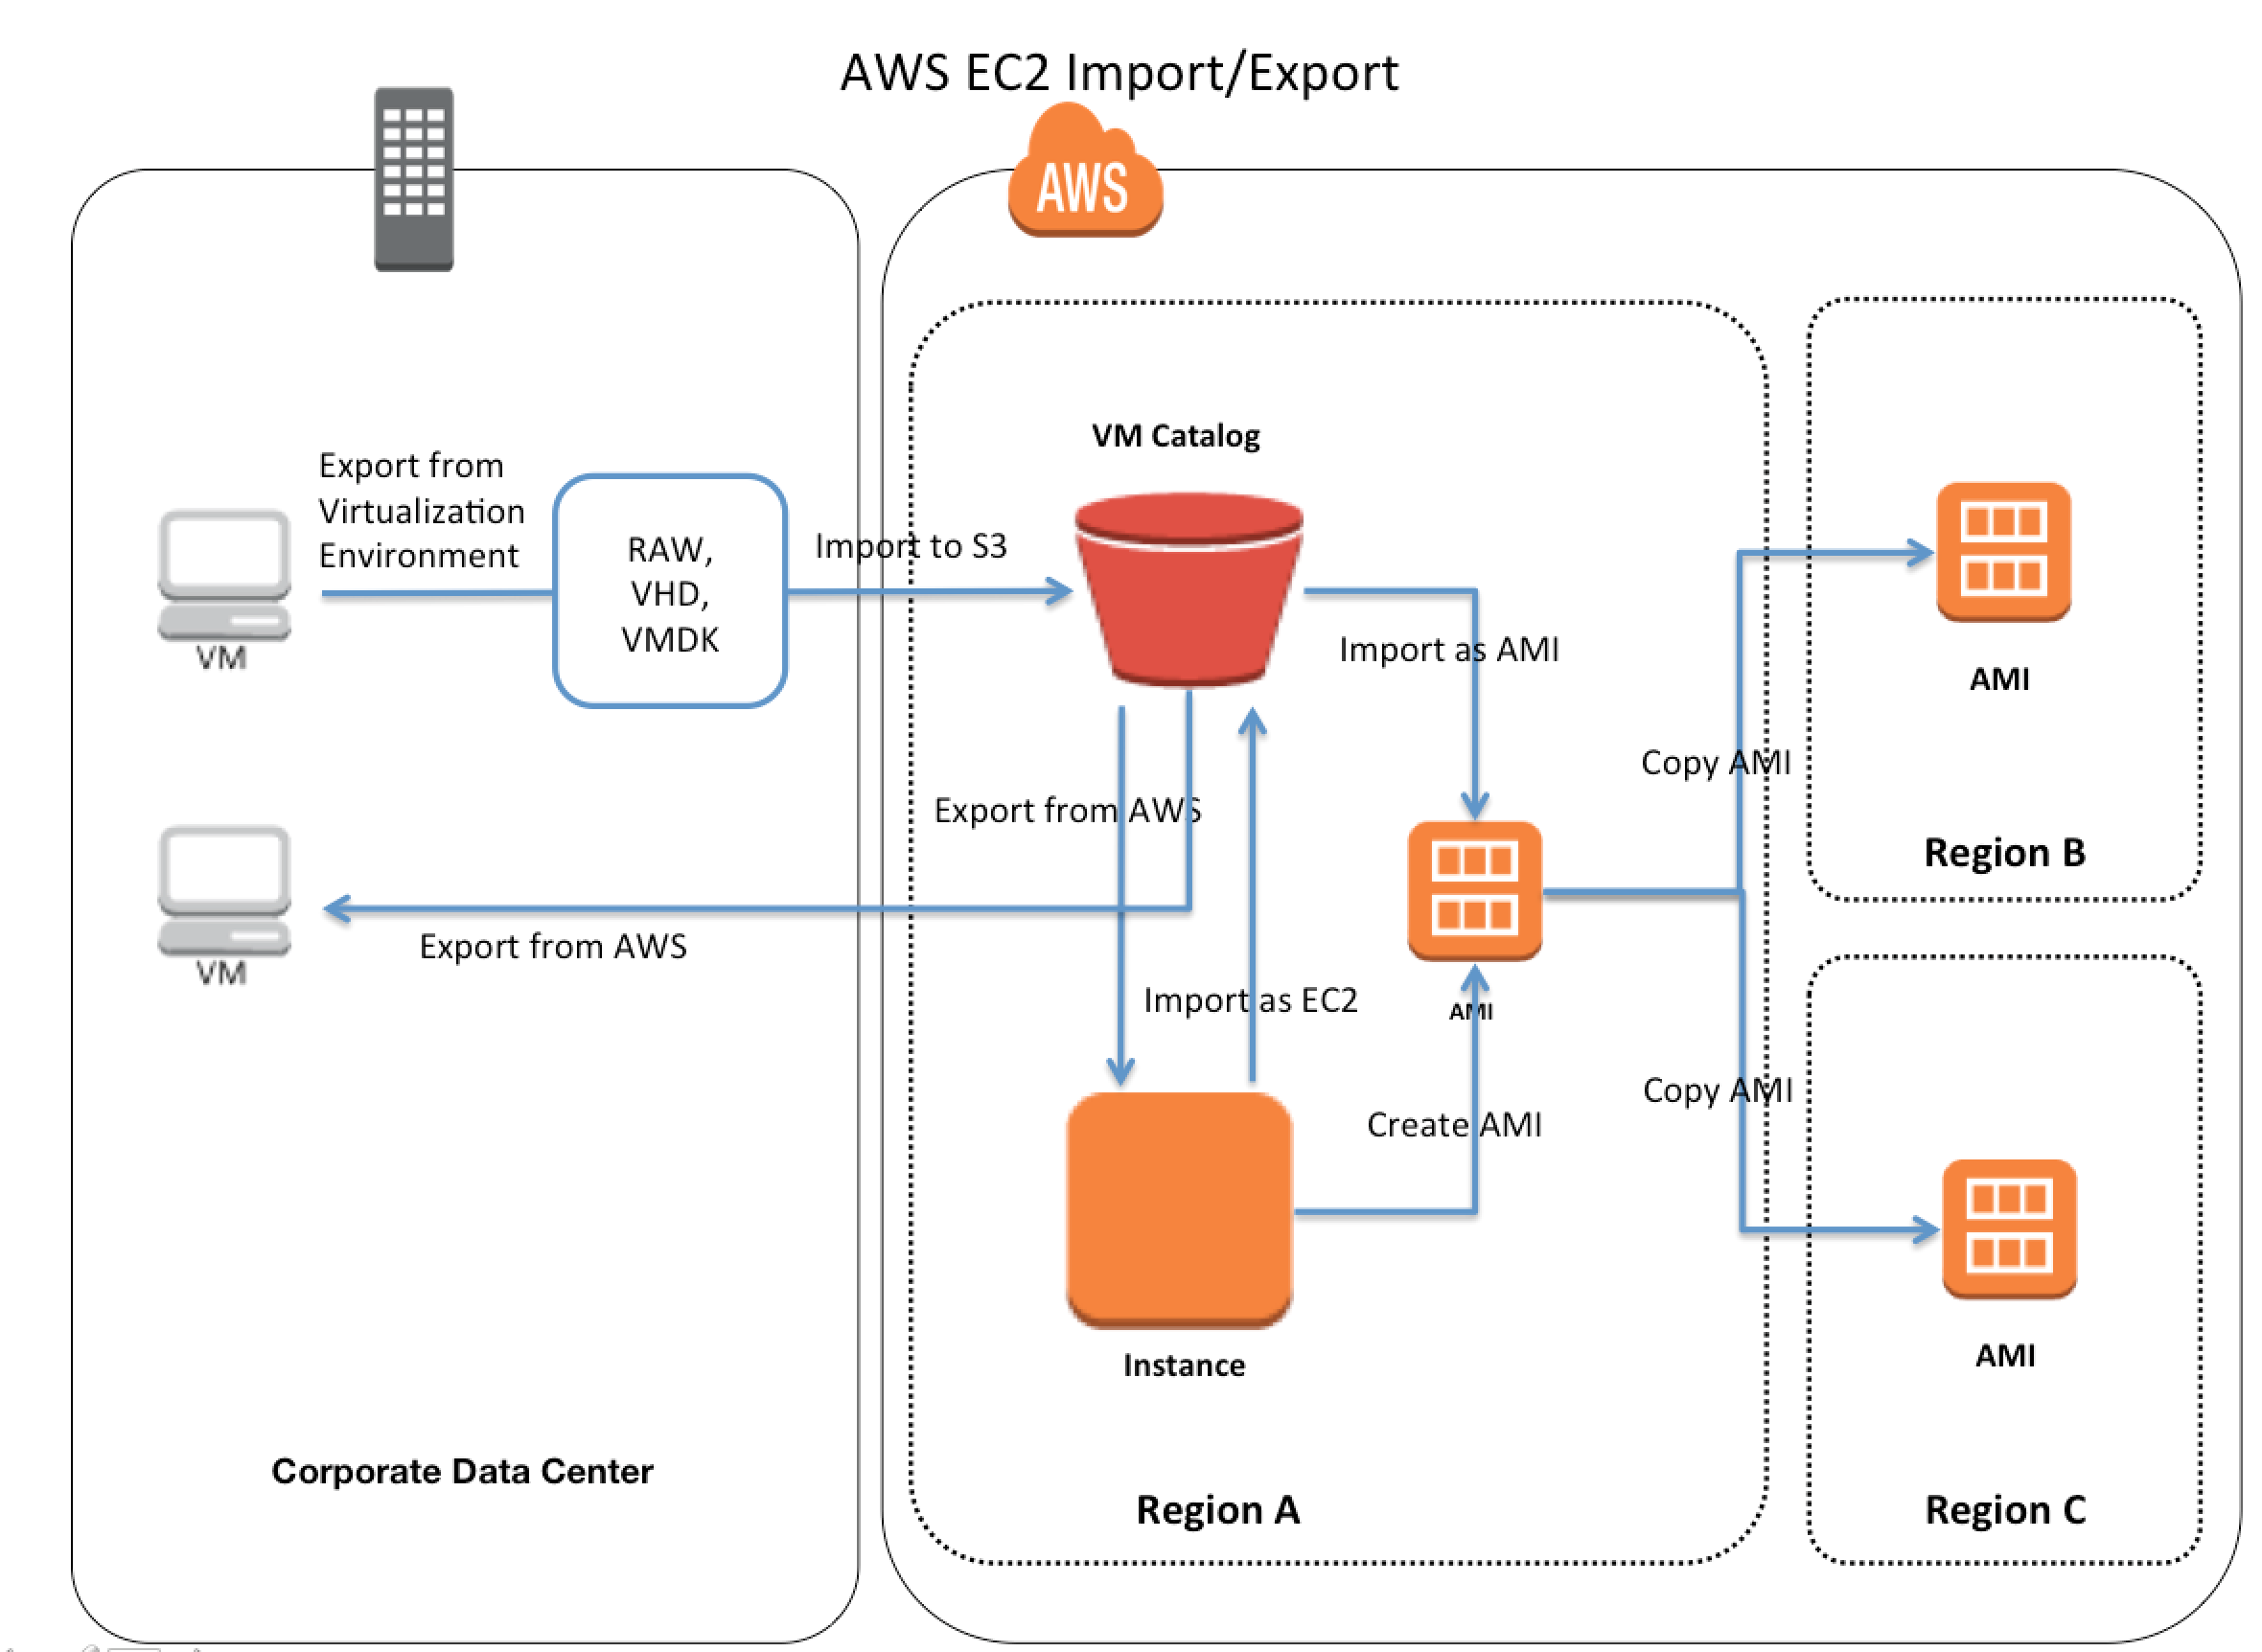 AWS EC2 Import/Export
AWS
Export from
Virtualization
Environment
RAW,
VHD,
VMDK
VM
Import to S3
VM Catalog
Import as AMI
Export from AWS
VM
Export from AWS
Import as EC2
AMI
Create AMI
Instance
Copy AMI
Copy AMI
AMI
Region B
AMI
Region C
Corporate Data Center
Region A